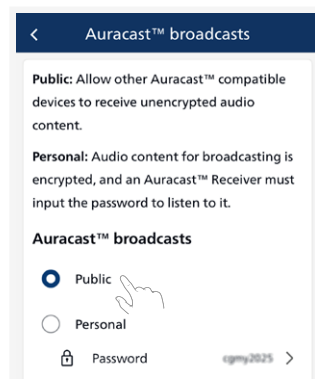 Auracast™ broadcasts
Public: Allow other Auracast™ compatible
devices to receive unencrypted audio
content.
Personal: Audio content for broadcasting is
encrypted, and an Auracast™ Receiver must
input the password to listen to it.
Auracast™ broadcasts
Public
Personal
Password